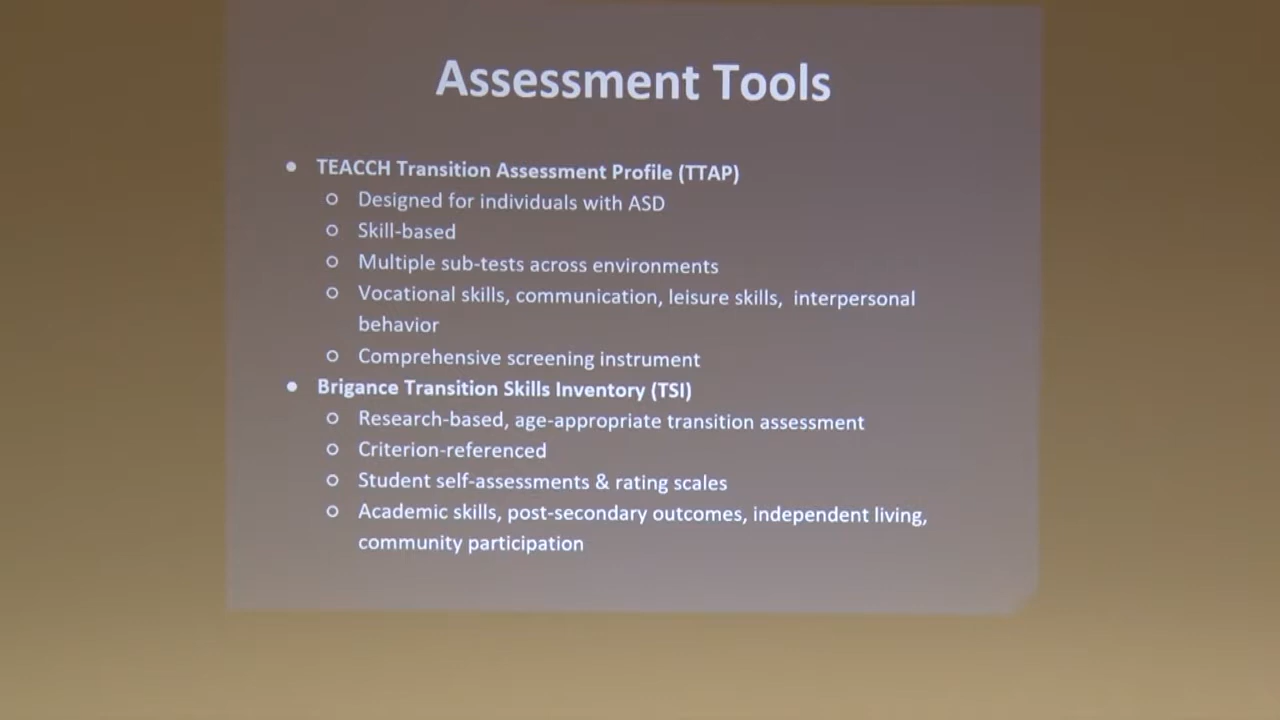 Assessment Tools
● TEACCH Transition Assessment Profile (TTAP)
○ Designed for individuals with ASD
○ Skill-based
○ Multiple sub-tests across environments
○ Vocational skills, communication, leisure skills, interpersonal
behavior
○ Comprehensive screening instrument
● Brigance Transition Skills Inventory (TSI)
○ Research-based, age-appropriate transition assessment
○ Criterion-referenced
○ Student self-assessments & rating scales
○ Academic skills, post-secondary outcomes, independent living,
community participation